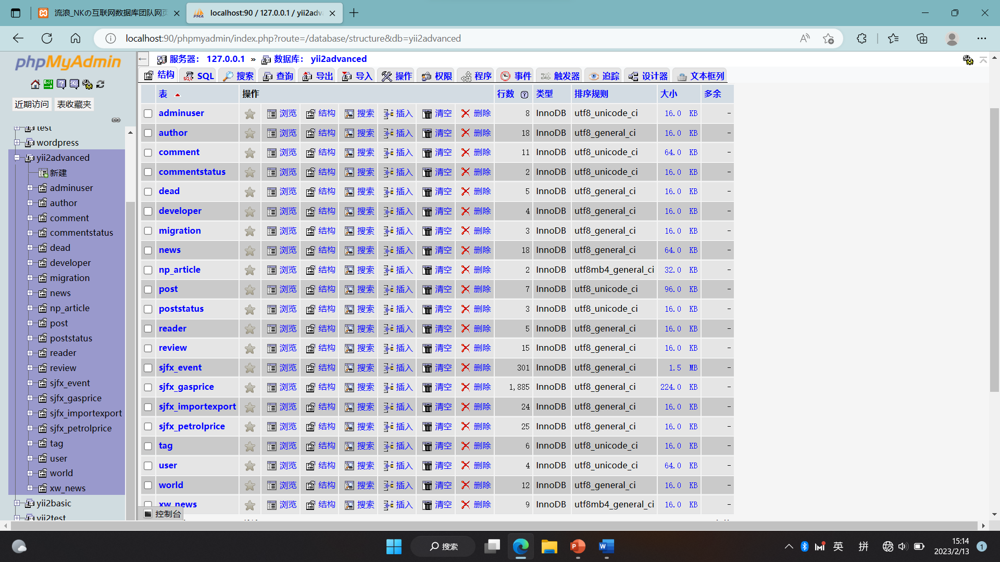 流浪_NKの互联网数据库团队网页
localhost:90 / 127.0.0.1 / yii2adv
localhost:90/phpmyadmin/index.php?route=/database/structure&db=yii2advanced
phpMyAdmin
近期访问 表收藏夹
test
wordpress
yii2advanced
新建
adminuser
author
comment
commentstatus
dead
developer
migration
news
np_article
post
poststatus
reader
review
sjfx_event
sjfx_gasprice
sjfx_importexport
sjfx_petrolprice
tag
user
world
xw_news
yii2basic
yii2test
服务器： 127.0.0.1 » 数据库： yii2advanced
结构 SQL 搜索 查询 导出 导入 操作 权限 程序 事件 触发器 追踪 设计器 文本框列
表 操作 行数 类型 排序规则 大小 多余
adminuser 浏览 结构 搜索 插入 清空 删除 8 InnoDB utf8_unicode_ci 16.0 KB -
author 浏览 结构 搜索 插入 清空 删除 18 InnoDB utf8_general_ci 16.0 KB -
comment 浏览 结构 搜索 插入 清空 删除 11 InnoDB utf8_unicode_ci 64.0 KB -
commentstatus 浏览 结构 搜索 插入 清空 删除 2 InnoDB utf8_unicode_ci 16.0 KB -
dead 浏览 结构 搜索 插入 清空 删除 5 InnoDB utf8_general_ci 16.0 KB -
developer 浏览 结构 搜索 插入 清空 删除 4 InnoDB utf8_general_ci 16.0 KB -
migration 浏览 结构 搜索 插入 清空 删除 3 InnoDB utf8_general_ci 16.0 KB -
news 浏览 结构 搜索 插入 清空 删除 18 InnoDB utf8_general_ci 64.0 KB -
np_article 浏览 结构 搜索 插入 清空 删除 2 InnoDB utf8mb4_general_ci 32.0 KB -
post 浏览 结构 搜索 插入 清空 删除 7 InnoDB utf8_unicode_ci 96.0 KB -
poststatus 浏览 结构 搜索 插入 清空 删除 3 InnoDB utf8_unicode_ci 16.0 KB -
reader 浏览 结构 搜索 插入 清空 删除 5 InnoDB utf8_general_ci 16.0 KB -
review 浏览 结构 搜索 插入 清空 删除 15 InnoDB utf8_general_ci 16.0 KB -
sjfx_event 浏览 结构 搜索 插入 清空 删除 301 InnoDB utf8_general_ci 1.5 MB -
sjfx_gasprice 浏览 结构 搜索 插入 清空 删除 1,885 InnoDB utf8_general_ci 224.0 KB -
sjfx_importexport 浏览 结构 搜索 插入 清空 删除 24 InnoDB utf8_general_ci 16.0 KB -
sjfx_petrolprice 浏览 结构 搜索 插入 清空 删除 25 InnoDB utf8_general_ci 16.0 KB -
tag 浏览 结构 搜索 插入 清空 删除 6 InnoDB utf8_unicode_ci 16.0 KB -
user 浏览 结构 搜索 插入 清空 删除 4 InnoDB utf8_unicode_ci 64.0 KB -
world 浏览 结构 搜索 插入 清空 删除 12 InnoDB utf8_general_ci 16.0 KB -
xw_news 浏览 结构 搜索 插入 清空 删除 9 InnoDB utf8mb4_general_ci 16.0 KB -
控制台
搜索
英 拼
15:14
2023/2/13
1